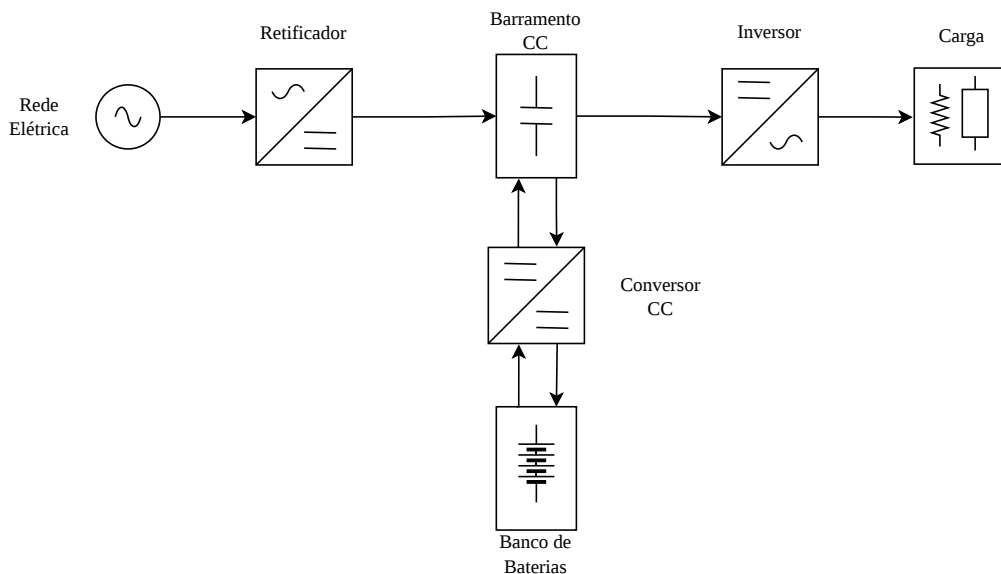 Retificador
Barramento
CC
Inversor
Carga
Rede
Elétrica
Conversor
CC
Banco de
Baterias